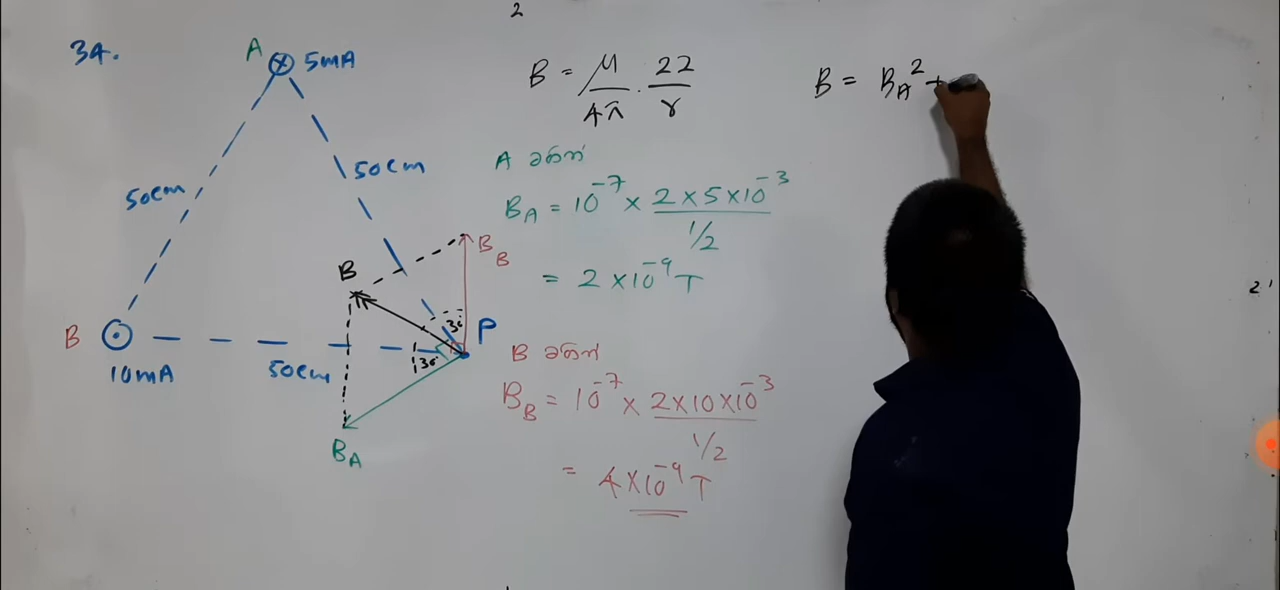 2
34.
A 5mA
50cm
50cm
B
B
10mA
50cm
P
30
30
B_B
B_A
B = μ/4π · 2I/r
A මගින්
B_A = 10⁻⁷ × 2 × 5 × 10⁻³ / 1/2
= 2 × 10⁻⁹ T
B මගින්
B_B = 10⁻⁷ × 2 × 10 × 10⁻³ / 1/2
= 4 × 10⁻⁹ T
B = B_A² +